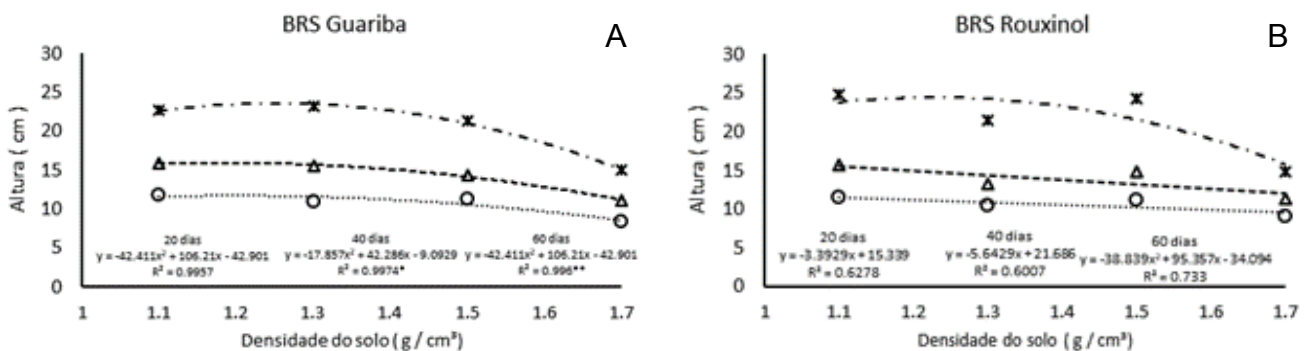 BRS Guariba
A
30
25
20
15
10
5
0
Altura ( cm )
20 dias
y = -42.411x² + 106.21x - 42.901
R² = 0.9957
40 dias
y = -17.857x² + 42.286x - 9.0929
R² = 0.9974*
60 dias
y = -42.411x² + 106.21x - 42.901
R² = 0.996**
1 1.1 1.2 1.3 1.4 1.5 1.6 1.7
Densidade do solo ( g / cm³)
BRS Rouxinol
B
30
25
20
15
10
5
0
Altura ( cm )
20 dias
y = -3.3929x + 15.339
R² = 0.6278
40 dias
y = -5.6429x + 21.686
R² = 0.6007
60 dias
y = -38.839x² + 95.357x - 34.094
R² = 0.733
1 1.1 1.2 1.3 1.4 1.5 1.6 1.7
Densidade do solo ( g / cm³)